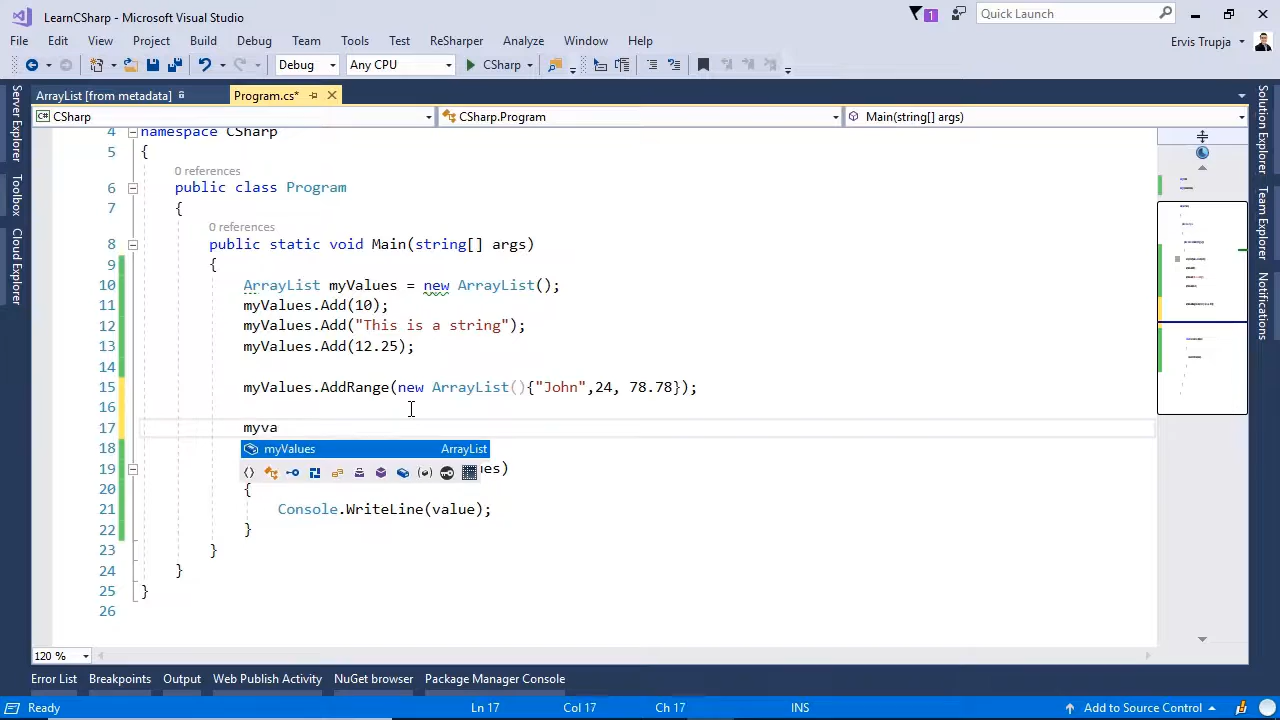 LearnCSharp - Microsoft Visual Studio
1
Quick Launch
File Edit View Project Build Debug Team Tools Test ReSharper Analyze Window Help
Ervis Trupja
Debug Any CPU CSharp
ArrayList [from metadata] Program.cs*
CSharp CSharp.Program Main(string[] args)
Server Explorer
Toolbox
Cloud Explorer
4 namespace CSharp
5 {
0 references
6 public class Program
7 {
0 references
8 public static void Main(string[] args)
9 {
10 ArrayList myValues = new ArrayList();
11 myValues.Add(10);
12 myValues.Add("This is a string");
13 myValues.Add(12.25);
14
15 myValues.AddRange(new ArrayList(){"John",24, 78.78});
16
17 myva
18 myValues ArrayList
19 es)
20 {
21 Console.WriteLine(value);
22 }
23 }
24 }
25 }
26
Solution Explorer
Team Explorer
Notifications
120 %
Error List Breakpoints Output Web Publish Activity NuGet browser Package Manager Console
Ready Ln 17 Col 17 Ch 17 INS Add to Source Control